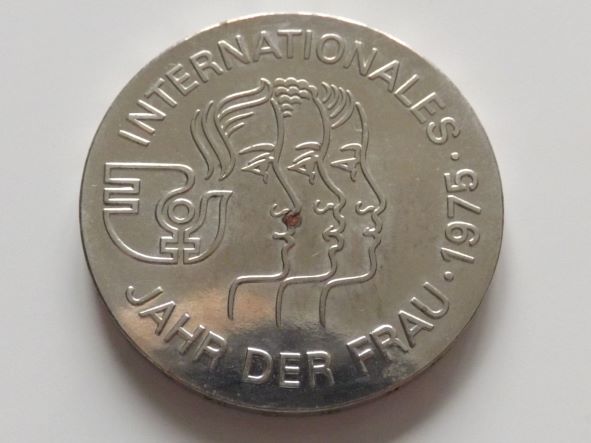 INTERNATIONALES
JAHR DER FRAU · 1975 ·